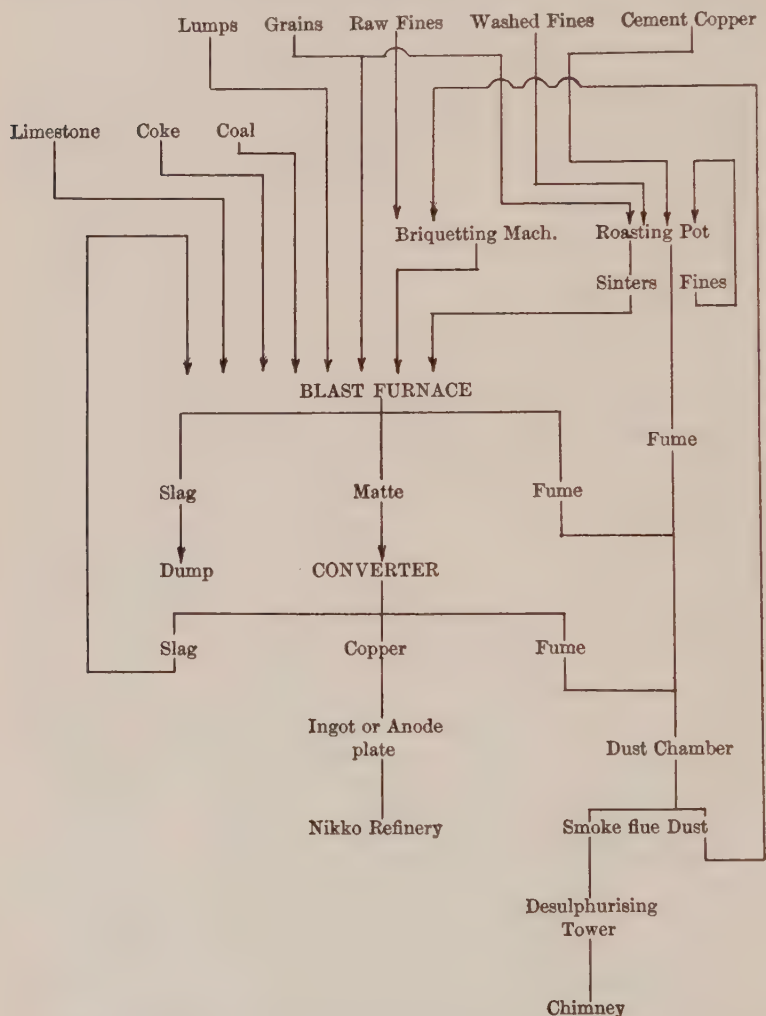 Lumps Grains Raw Fines Washed Fines Cement Copper
Limestone Coke Coal
Briquetting Mach. Roasting Pot
Sinters Fines
BLAST FURNACE
Fume
Slag Matte Fume
Dump CONVERTER
Slag Copper Fume
Ingot or Anode
plate
Dust Chamber
Nikko Refinery Smoke flue Dust
Desulphurising
Tower
Chimney